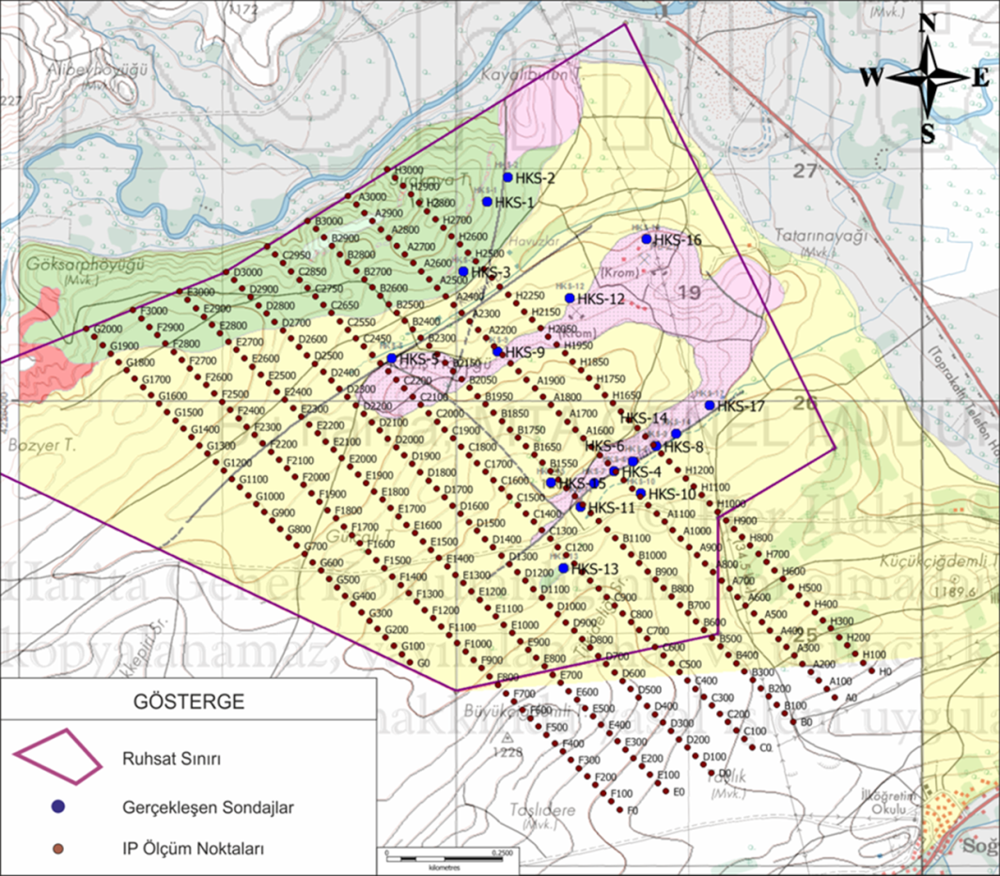 1172
(Mvk.)
N
W E
S
Alibeyhöyüğü
(Mvk.)
227
Kayalıburun T.
27
Tatarınayağı
(Mvk.)
Göksarphöyüğü
(Mvk.)
Havuzlar
(Krom)
19
(Krom)
26
Bozyer T.
HKS-2
HKS-1
HKS-3
HKS-16
HKS-12
HKS-9
HKS-5
HKS-17
HKS-14
HKS-6
HKS-8
HKS-4
HKS-15
HKS-10
HKS-11
HKS-13
H3000
H2900
H2800
H2700
H2600
H2500
H2250
H2150
H2050
H1950
H1850
H1750
H1650
H1200
H1100
H1000
H900
H800
H700
H600
H500
H400
H300
H200
H100
H0
A3000
A2900
A2800
A2700
A2600
A2500
A2400
A2300
A2200
A1900
A1800
A1700
A1600
A1100
A1000
A900
A800
A700
A600
A500
A400
A300
A200
A100
A0
B3000
B2900
B2800
B2700
B2600
B2500
B2400
B2300
B2150
B2050
B1950
B1850
B1750
B1650
B1550
B1100
B1000
B900
B800
B700
B600
B500
B400
B300
B200
B100
B0
C2950
C2850
C2750
C2650
C2550
C2450
C2200
C2100
C2000
C1900
C1800
C1700
C1600
C1500
C1400
C1300
C1200
C900
C800
C700
C600
C500
C400
C300
C200
C100
C0
D3000
D2900
D2800
D2700
D2600
D2500
D2400
D2300
D2200
D2100
D2000
D1900
D1800
D1700
D1600
D1500
D1400
D1300
D1200
D1100
D1000
D900
D800
D700
D600
D500
D400
D300
D200
D100
D0
E3000
E2900
E2800
E2700
E2600
E2500
E2400
E2300
E2200
E2100
E2000
E1900
E1800
E1700
E1600
E1500
E1400
E1300
E1200
E1100
E1000
E900
E800
E700
E600
E500
E400
E300
E200
E100
E0
F3000
F2900
F2800
F2700
F2600
F2500
F2400
F2300
F2200
F2100
F2000
F1900
F1800
F1700
F1600
F1500
F1400
F1300
F1200
F1100
F1000
F900
F800
F700
F600
F500
F400
F300
F200
F100
F0
G2000
G1900
G1800
G1700
G1600
G1500
G1400
G1300
G1200
G1100
G1000
G900
G800
G700
G600
G500
G400
G300
G200
G100
G0
Küçükçiğdemli T.
1189.6
25
Büyükçiğdemli T.
1228
Taşlıdere
(Mvk.)
Taşlık
(Mvk.)
İlköğretim
Okulu
Soğ
GÖSTERGE
Ruhsat Sınırı
Gerçekleşen Sondajlar
IP Ölçüm Noktaları
0 0.2500
kilometres